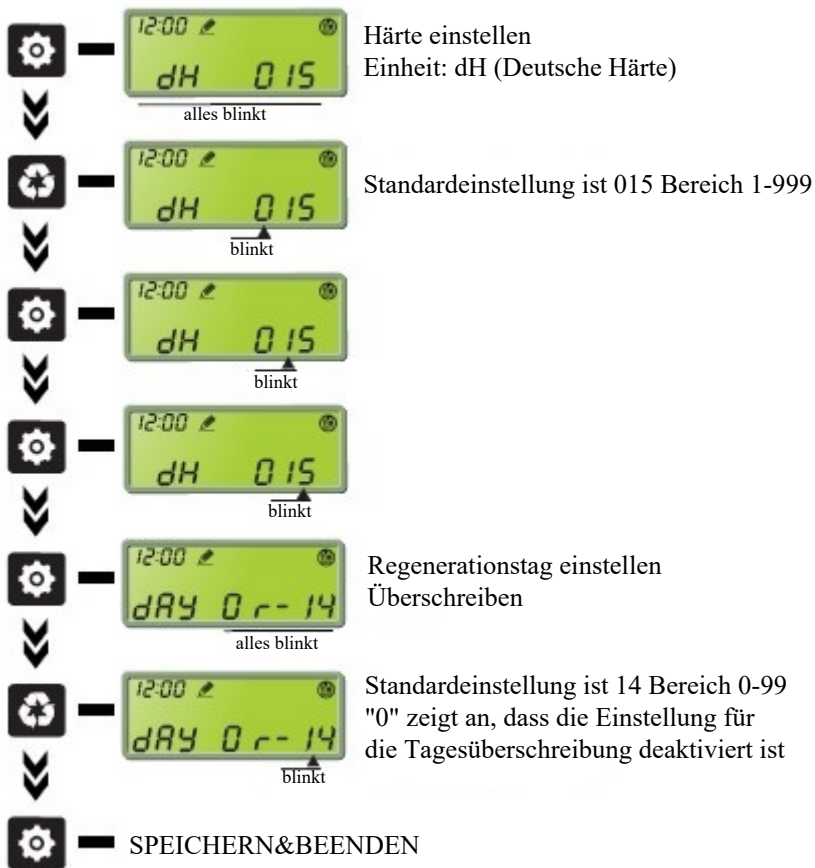 12:00
dH 015
alles blinkt
Härte einstellen
Einheit: dH (Deutsche Härte)
12:00
dH 015
blinkt
Standardeinstellung ist 015 Bereich 1-999
12:00
dH 015
blinkt
12:00
dH 015
blinkt
12:00
dAY Or-14
alles blinkt
Regenerationstag einstellen
Überschreiben
12:00
dAY Or-14
blinkt
Standardeinstellung ist 14 Bereich 0-99
"0" zeigt an, dass die Einstellung für
die Tagesüberschreibung deaktiviert ist
SPEICHERN&BEENDEN